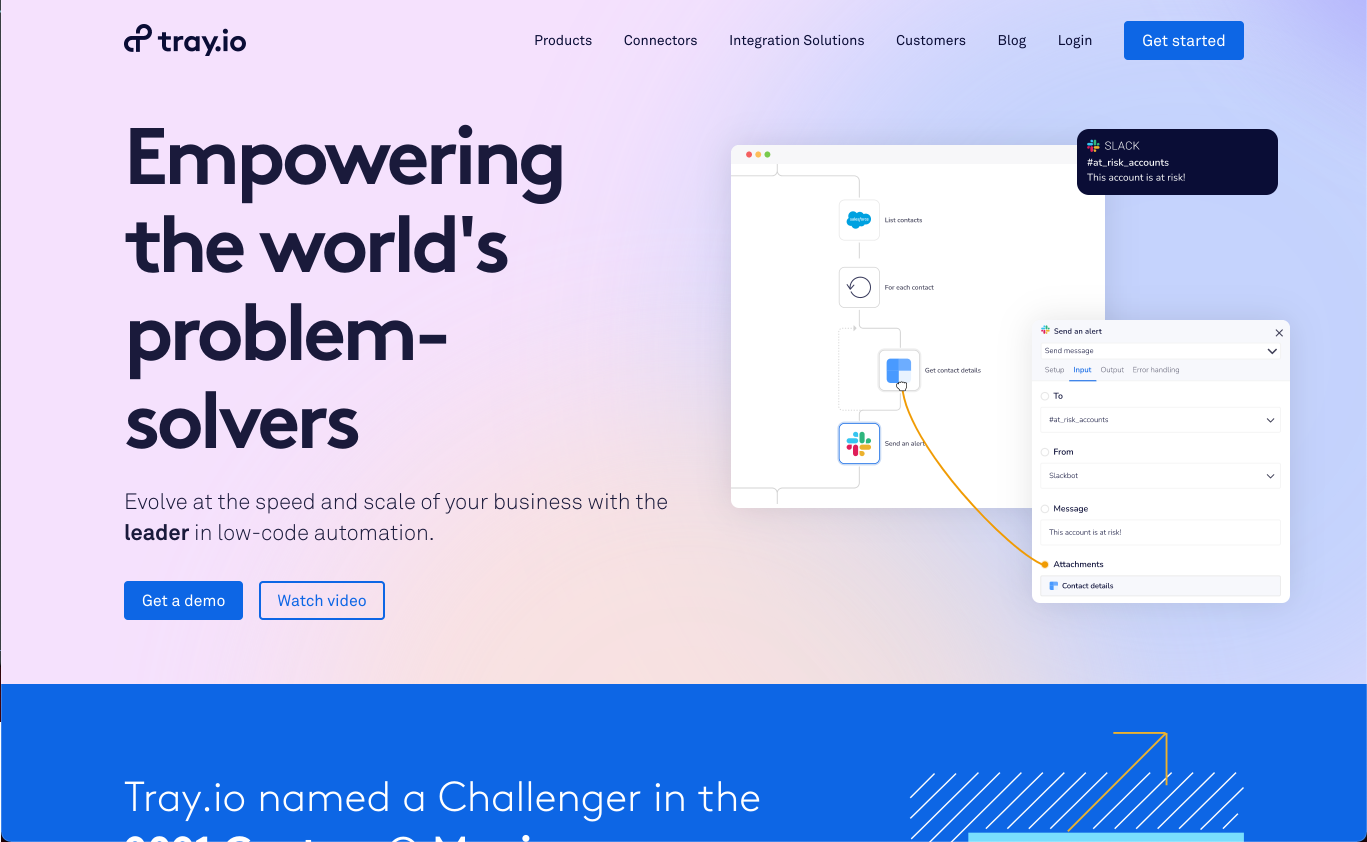 tray.io
Products
Connectors
Integration Solutions
Customers
Blog
Login
Get started
Empowering
the world's
problem-
solvers
Evolve at the speed and scale of your business with the
leader in low-code automation.
Get a demo
Watch video
SLACK
#at_risk_accounts
This account is at risk!
salesforce
List contacts
For each contact
Get contact details
Send an alert
Send an alert
Send message
Setup
Input
Output
Error handling
To
#at_risk_accounts
From
Slackbot
Message
This account is at risk!
Attachments
Contact details
Tray.io named a Challenger in the